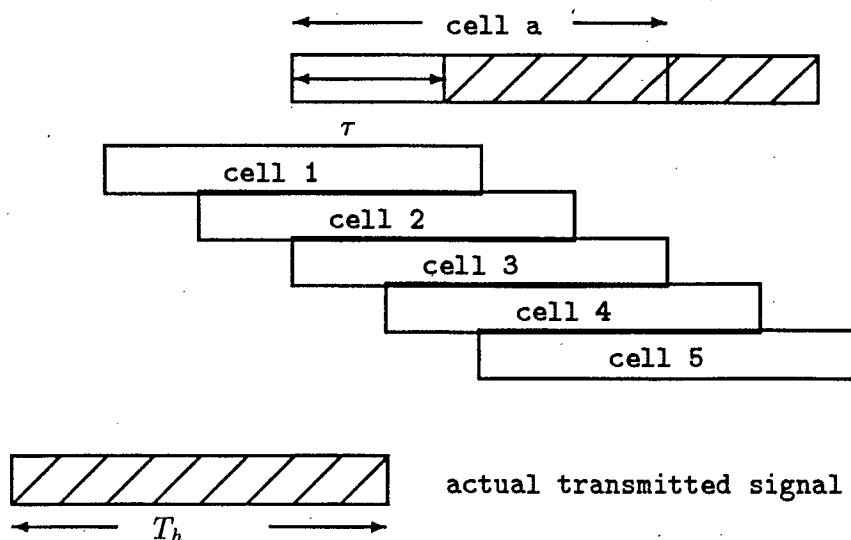 cell a
τ
cell 1
cell 2
cell 3
cell 4
cell 5
actual transmitted signal
T_h